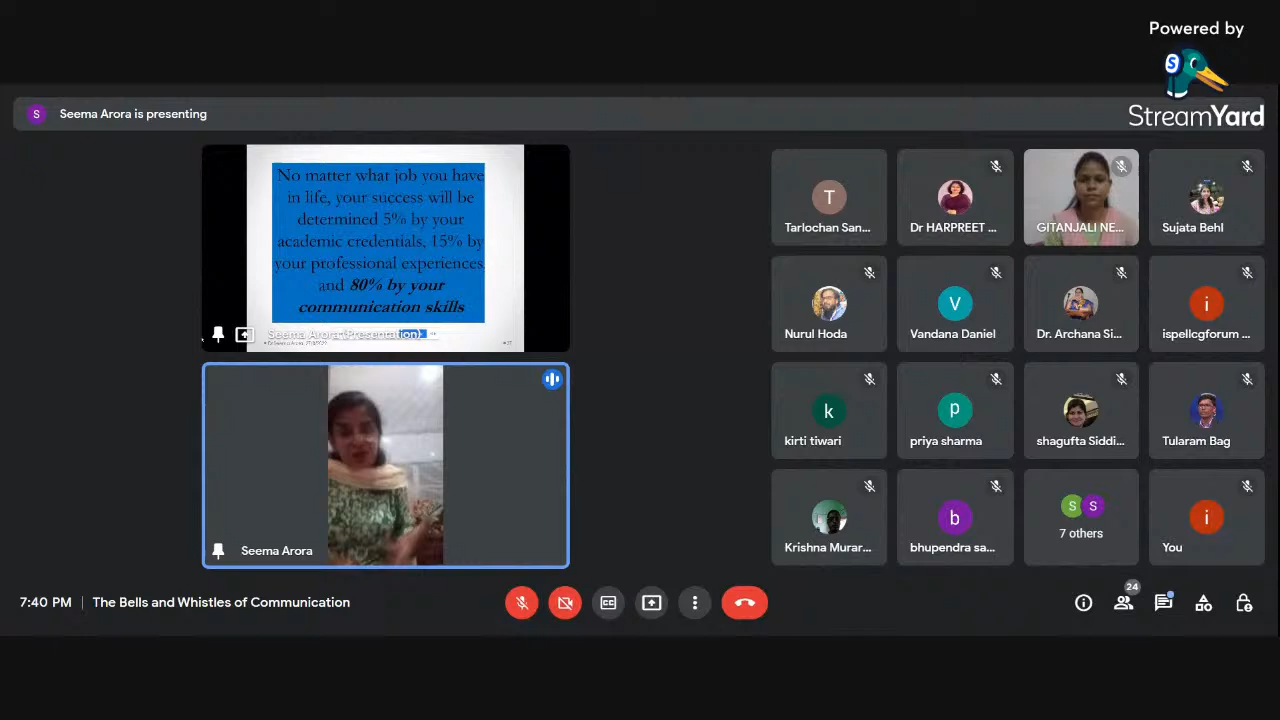 Powered by
S
StreamYard
S Seema Arora is presenting
No matter what job you have
in life, your success will be
determined 5% by your
academic credentials, 15% by
your professional experiences
and 80% by your
communication skills
Seema Arora (Presentation)
Seema Arora
T
Tarlochan San...
Dr HARPREET ...
GITANJALI NE...
Sujata Behl
Nurul Hoda
V
Vandana Daniel
Dr. Archana Si...
i
ispellcgforum ...
k
kirti tiwari
p
priya sharma
shagufta Siddi...
Tularam Bag
Krishna Murar...
b
bhupendra sa...
S S
7 others
i
You
7:40 PM | The Bells and Whistles of Communication
CC
24